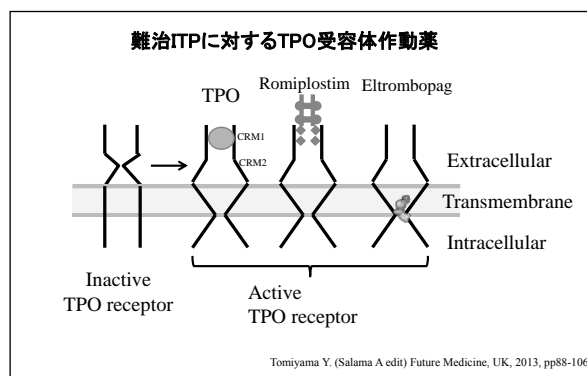 難治ITPに対するTPO受容体作動薬
TPO
Romiplostim
Eltrombopag
CRM1
CRM2
Extracellular
Transmembrane
Intracellular
Inactive
TPO receptor
Active
TPO receptor
Tomiyama Y. (Salama A edit) Future Medicine, UK, 2013, pp88-106